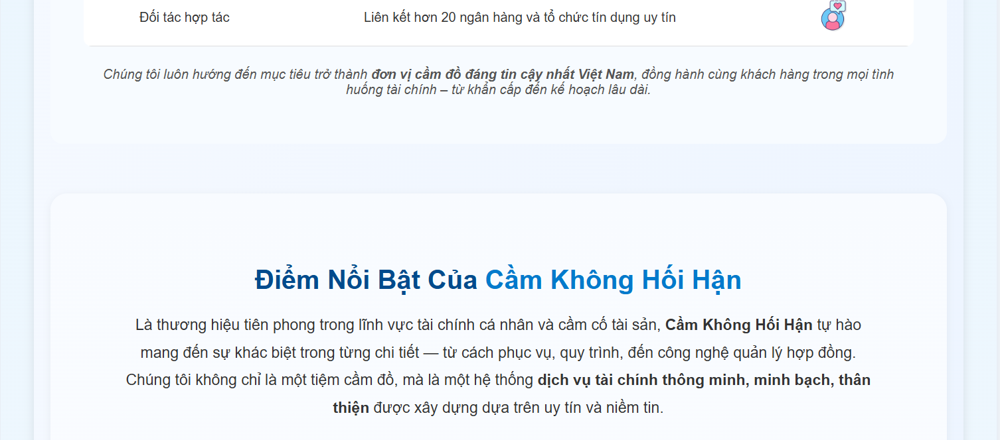 Đối tác hợp tác
Liên kết hơn 20 ngân hàng và tổ chức tín dụng uy tín
Chúng tôi luôn hướng đến mục tiêu trở thành đơn vị cầm đồ đáng tin cậy nhất Việt Nam, đồng hành cùng khách hàng trong mọi tình
huống tài chính – từ khẩn cấp đến kế hoạch lâu dài.
Điểm Nổi Bật Của Cầm Không Hối Hận
Là thương hiệu tiên phong trong lĩnh vực tài chính cá nhân và cầm cố tài sản, Cầm Không Hối Hận tự hào
mang đến sự khác biệt trong từng chi tiết — từ cách phục vụ, quy trình, đến công nghệ quản lý hợp đồng.
Chúng tôi không chỉ là một tiệm cầm đồ, mà là một hệ thống dịch vụ tài chính thông minh, minh bạch, thân
thiện được xây dựng dựa trên uy tín và niềm tin.